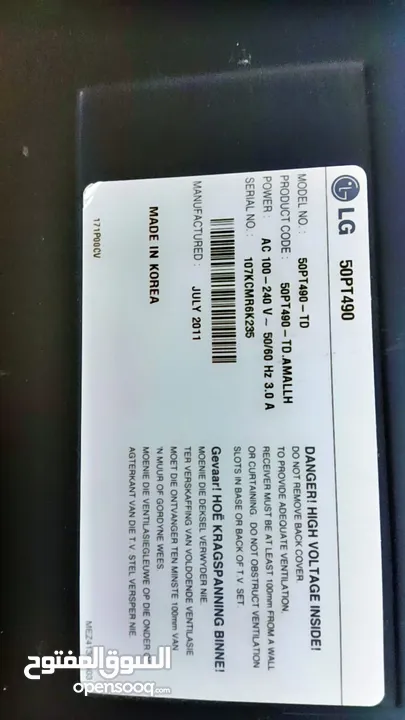 LG 50PT490
MODEL NO. : 50PT490-TD
PRODUCT CODE : 50PT490-TD.AMALLH
POWER : AC 100-240 V~ 50/60 Hz 3.0 A
SERIAL NO. : 107KCMR6K235
MANUFACTURED : JULY 2011
MADE IN KOREA
171P00CV
DANGER! HIGH VOLTAGE INSIDE!
DO NOT REMOVE BACK COVER
TO PROVIDE ADEQUATE VENTILATION,
RECEIVER MUST BE AT LEAST 100mm FROM A WALL
OR CURTAINING. DO NOT OBSTRUCT VENTILATION
SLOTS IN BASE OR BACK OF T.V. SET.
Gevaar! HOË KRAGSPANNING BINNE!
MOENIE DIE DEKSEL VERWYDER NIE.
TER VERSKAFFING VAN VOLDOENDE VENTILASIE
MOET DIE ONTVANGER TEN MINSTE 100mm VAN
'N MUUR OF GORDYNE WEES.
MOENIE DIE VENTILASIEGLEUWE OP DIE ONDER
AGTERKANT VAN DIE T.V. STEL VERSPER NIE.
السوق المفتوح
opensooq.com